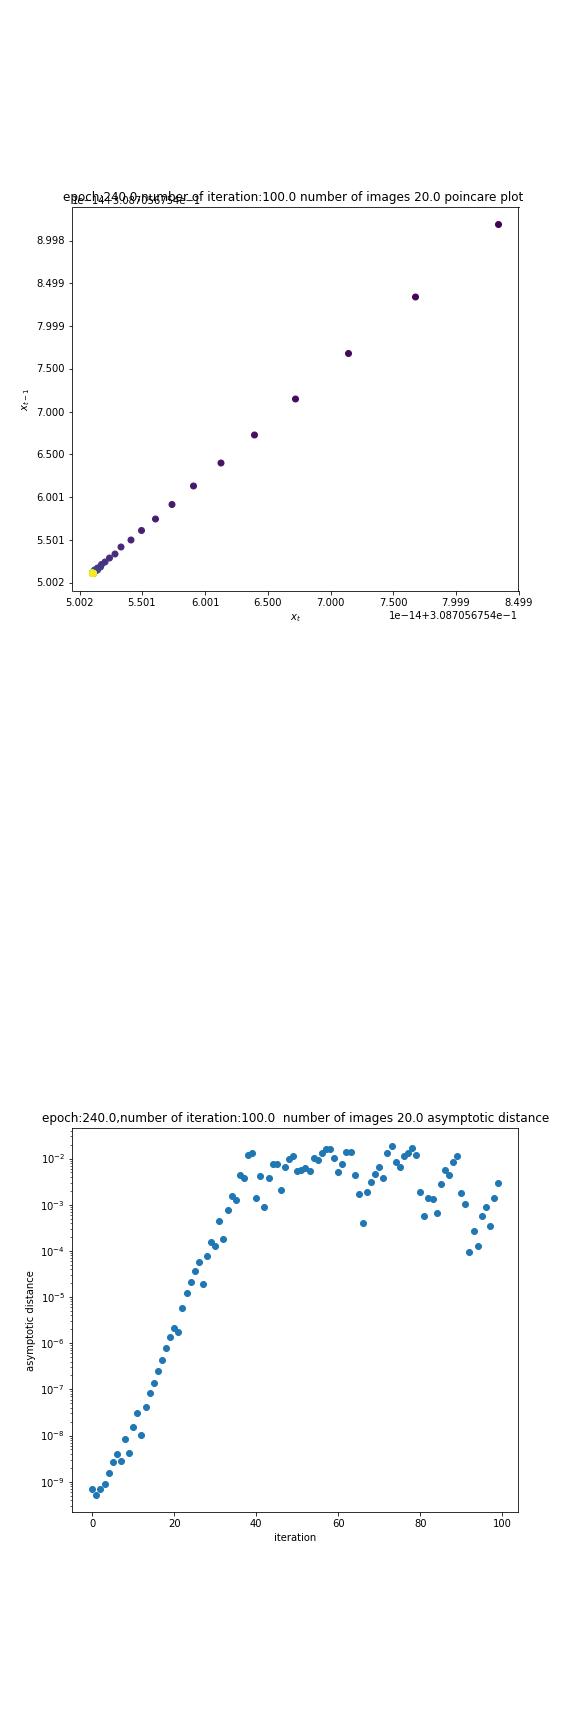 epoch:240.0,number of iteration:100.0 number of images 20.0 poincare plot
1e−14+3.087056754e−1
8.998
8.499
7.999
7.500
7.000
6.500
6.001
5.501
5.002
x_{t−1}
5.002 5.501 6.001 6.500 7.000 7.500 7.999 8.499
x_t
1e−14+3.087056754e−1
epoch:240.0,number of iteration:100.0  number of images 20.0 asymptotic distance
10^{−2}
10^{−3}
10^{−4}
10^{−5}
10^{−6}
10^{−7}
10^{−8}
10^{−9}
asymptotic distance
0 20 40 60 80 100
iteration